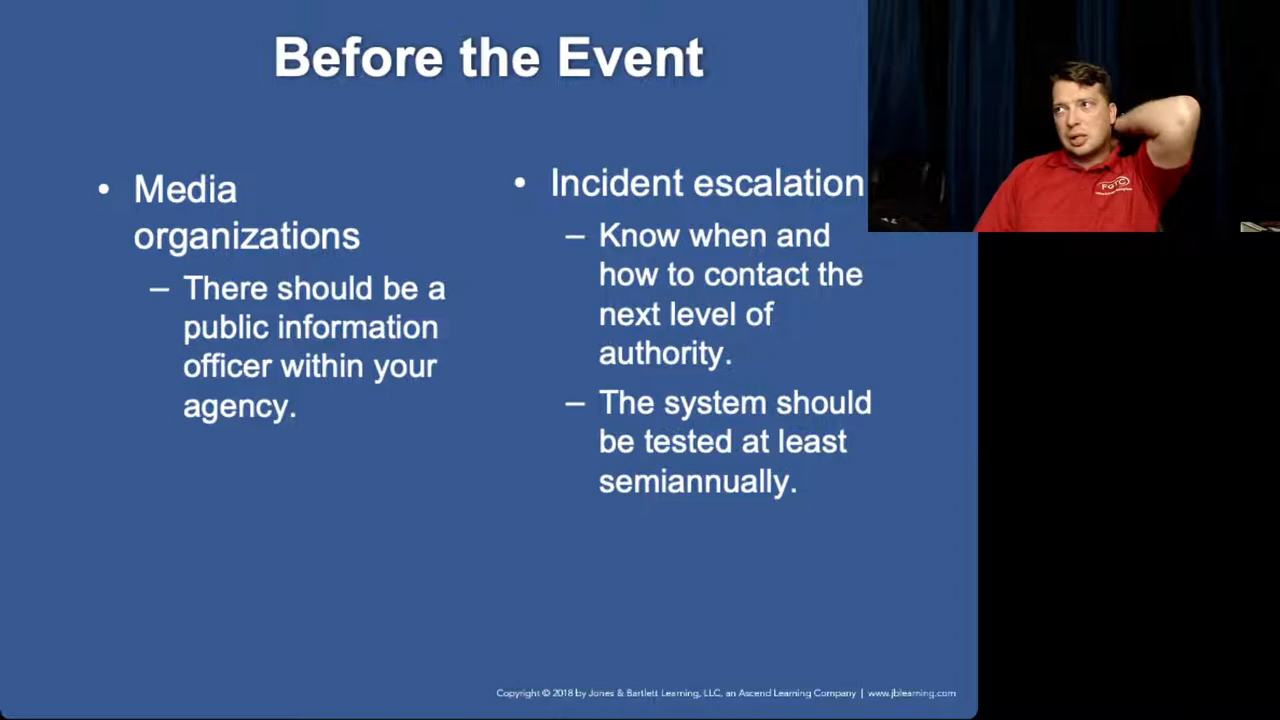 Before the Event
• Media
organizations
– There should be a
public information
officer within your
agency.
• Incident escalation
– Know when and
how to contact the
next level of
authority.
– The system should
be tested at least
semiannually.
Copyright © 2018 by Jones & Bartlett Learning, LLC, an Ascend Learning Company | www.jblearning.com